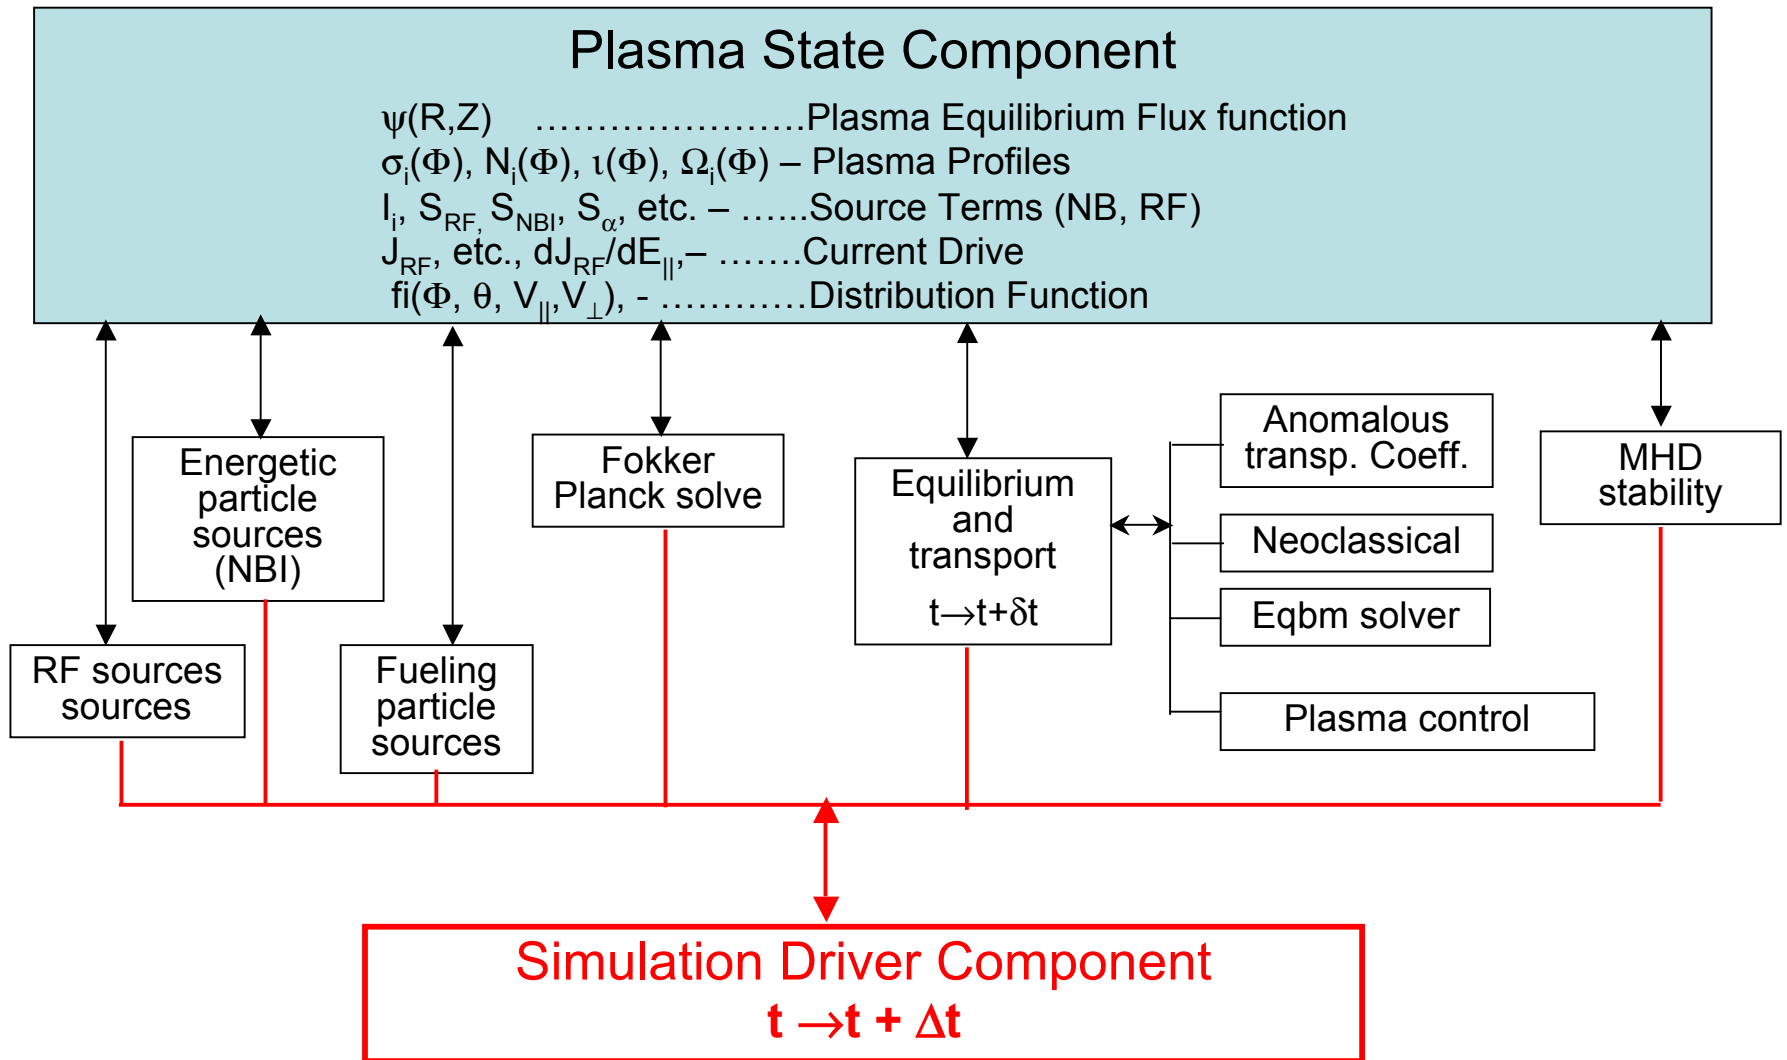 Plasma State Component
ψ(R,Z) …………………..Plasma Equilibrium Flux function
σi(Φ), Ni(Φ), ι(Φ), Ωi(Φ) – Plasma Profiles
Ii, SRF, SNBI, Sα, etc. – …...Source Terms (NB, RF)
JRF, etc., dJRF/dE||,– …….Current Drive
fi(Φ, θ, V||,V⊥), - …………Distribution Function
Energetic
particle
sources
(NBI)
Fokker
Planck solve
Equilibrium
and
transport
t→t+δt
Anomalous
transp. Coeff.
Neoclassical
Eqbm solver
Plasma control
MHD
stability
RF sources
sources
Fueling
particle
sources
Simulation Driver Component
t →t + Δt